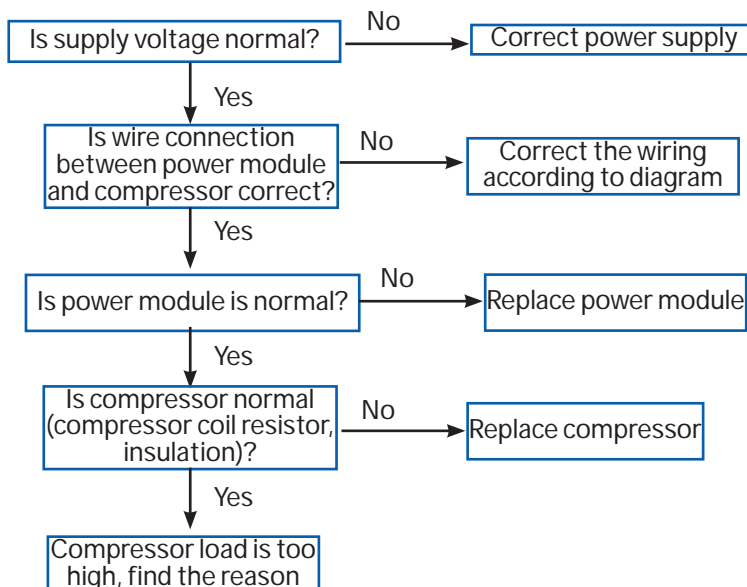 Is supply voltage normal?
No
Correct power supply
Yes
Is wire connection
between power module
and compressor correct?
No
Correct the wiring
according to diagram
Yes
Is power module is normal?
No
Replace power module
Yes
Is compressor normal
(compressor coil resistor,
insulation)?
No
Replace compressor
Yes
Compressor load is too
high, find the reason